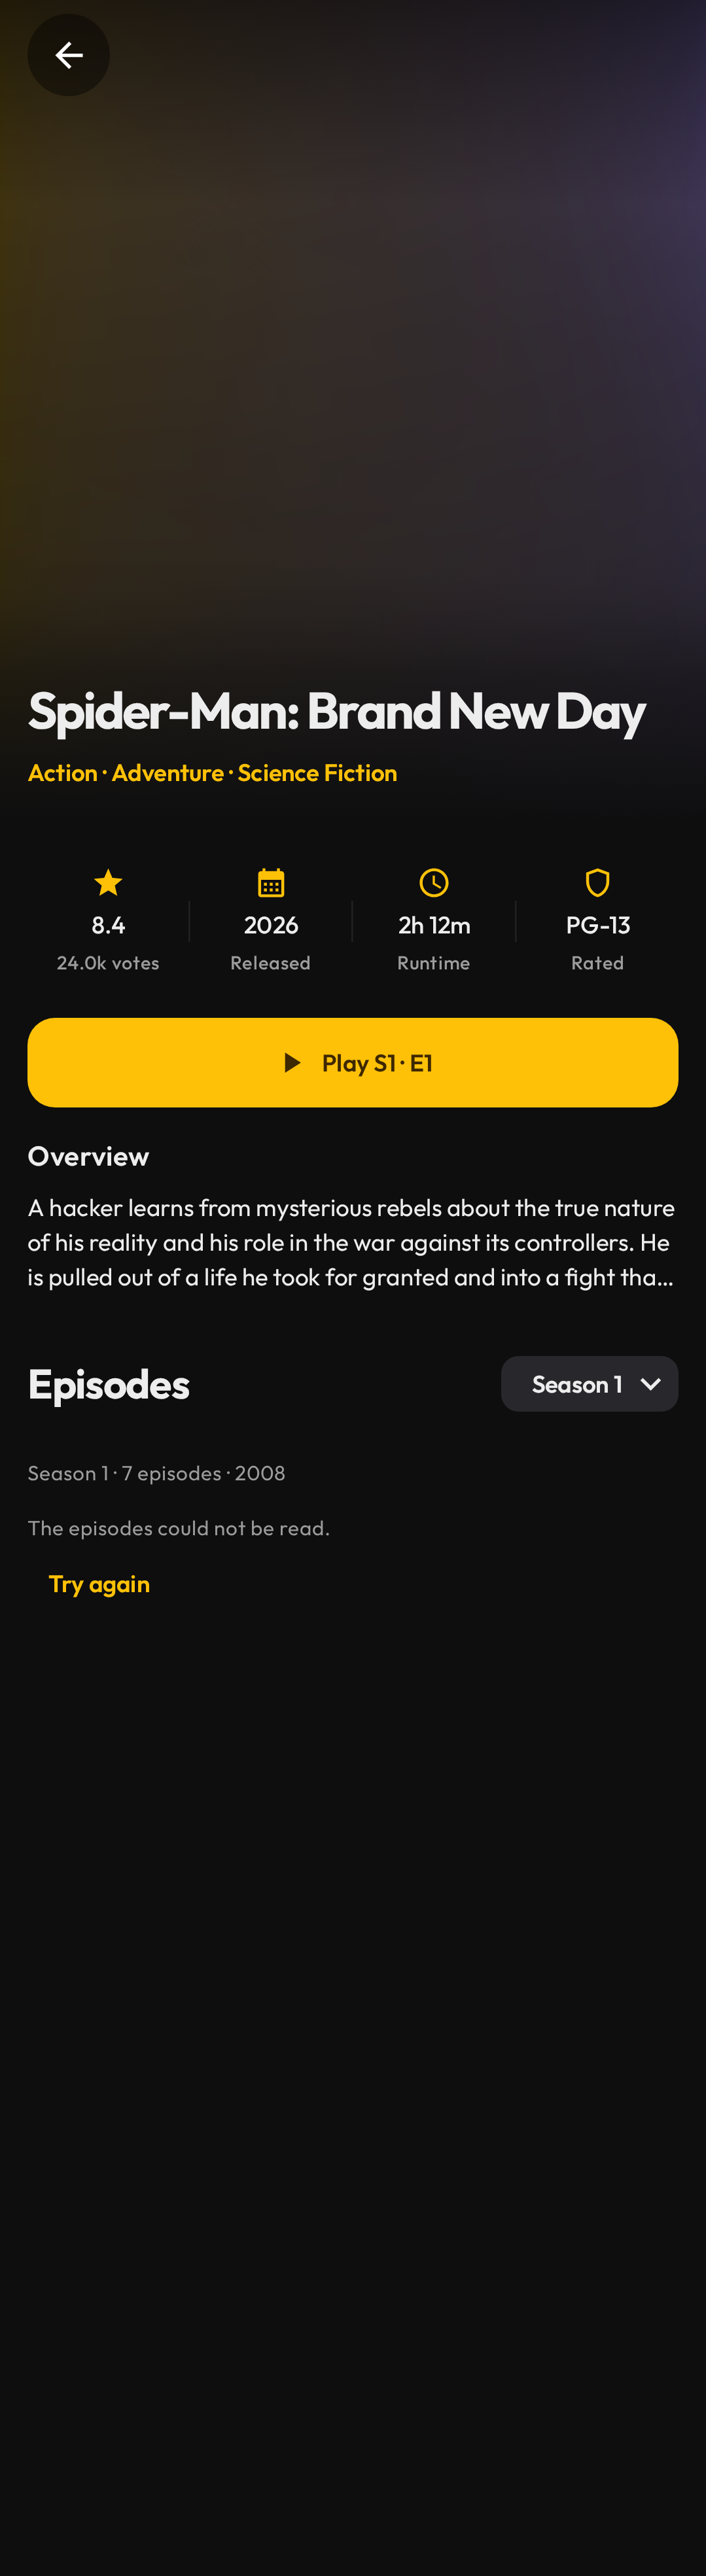 Spider-Man: Brand New Day
Action · Adventure · Science Fiction
8.4
24.0k votes
2026
Released
2h 12m
Runtime
PG-13
Rated
Play S1 · E1
Overview
A hacker learns from mysterious rebels about the true nature
of his reality and his role in the war against its controllers. He
is pulled out of a life he took for granted and into a fight tha...
Episodes
Season 1
Season 1 · 7 episodes · 2008
The episodes could not be read.
Try again